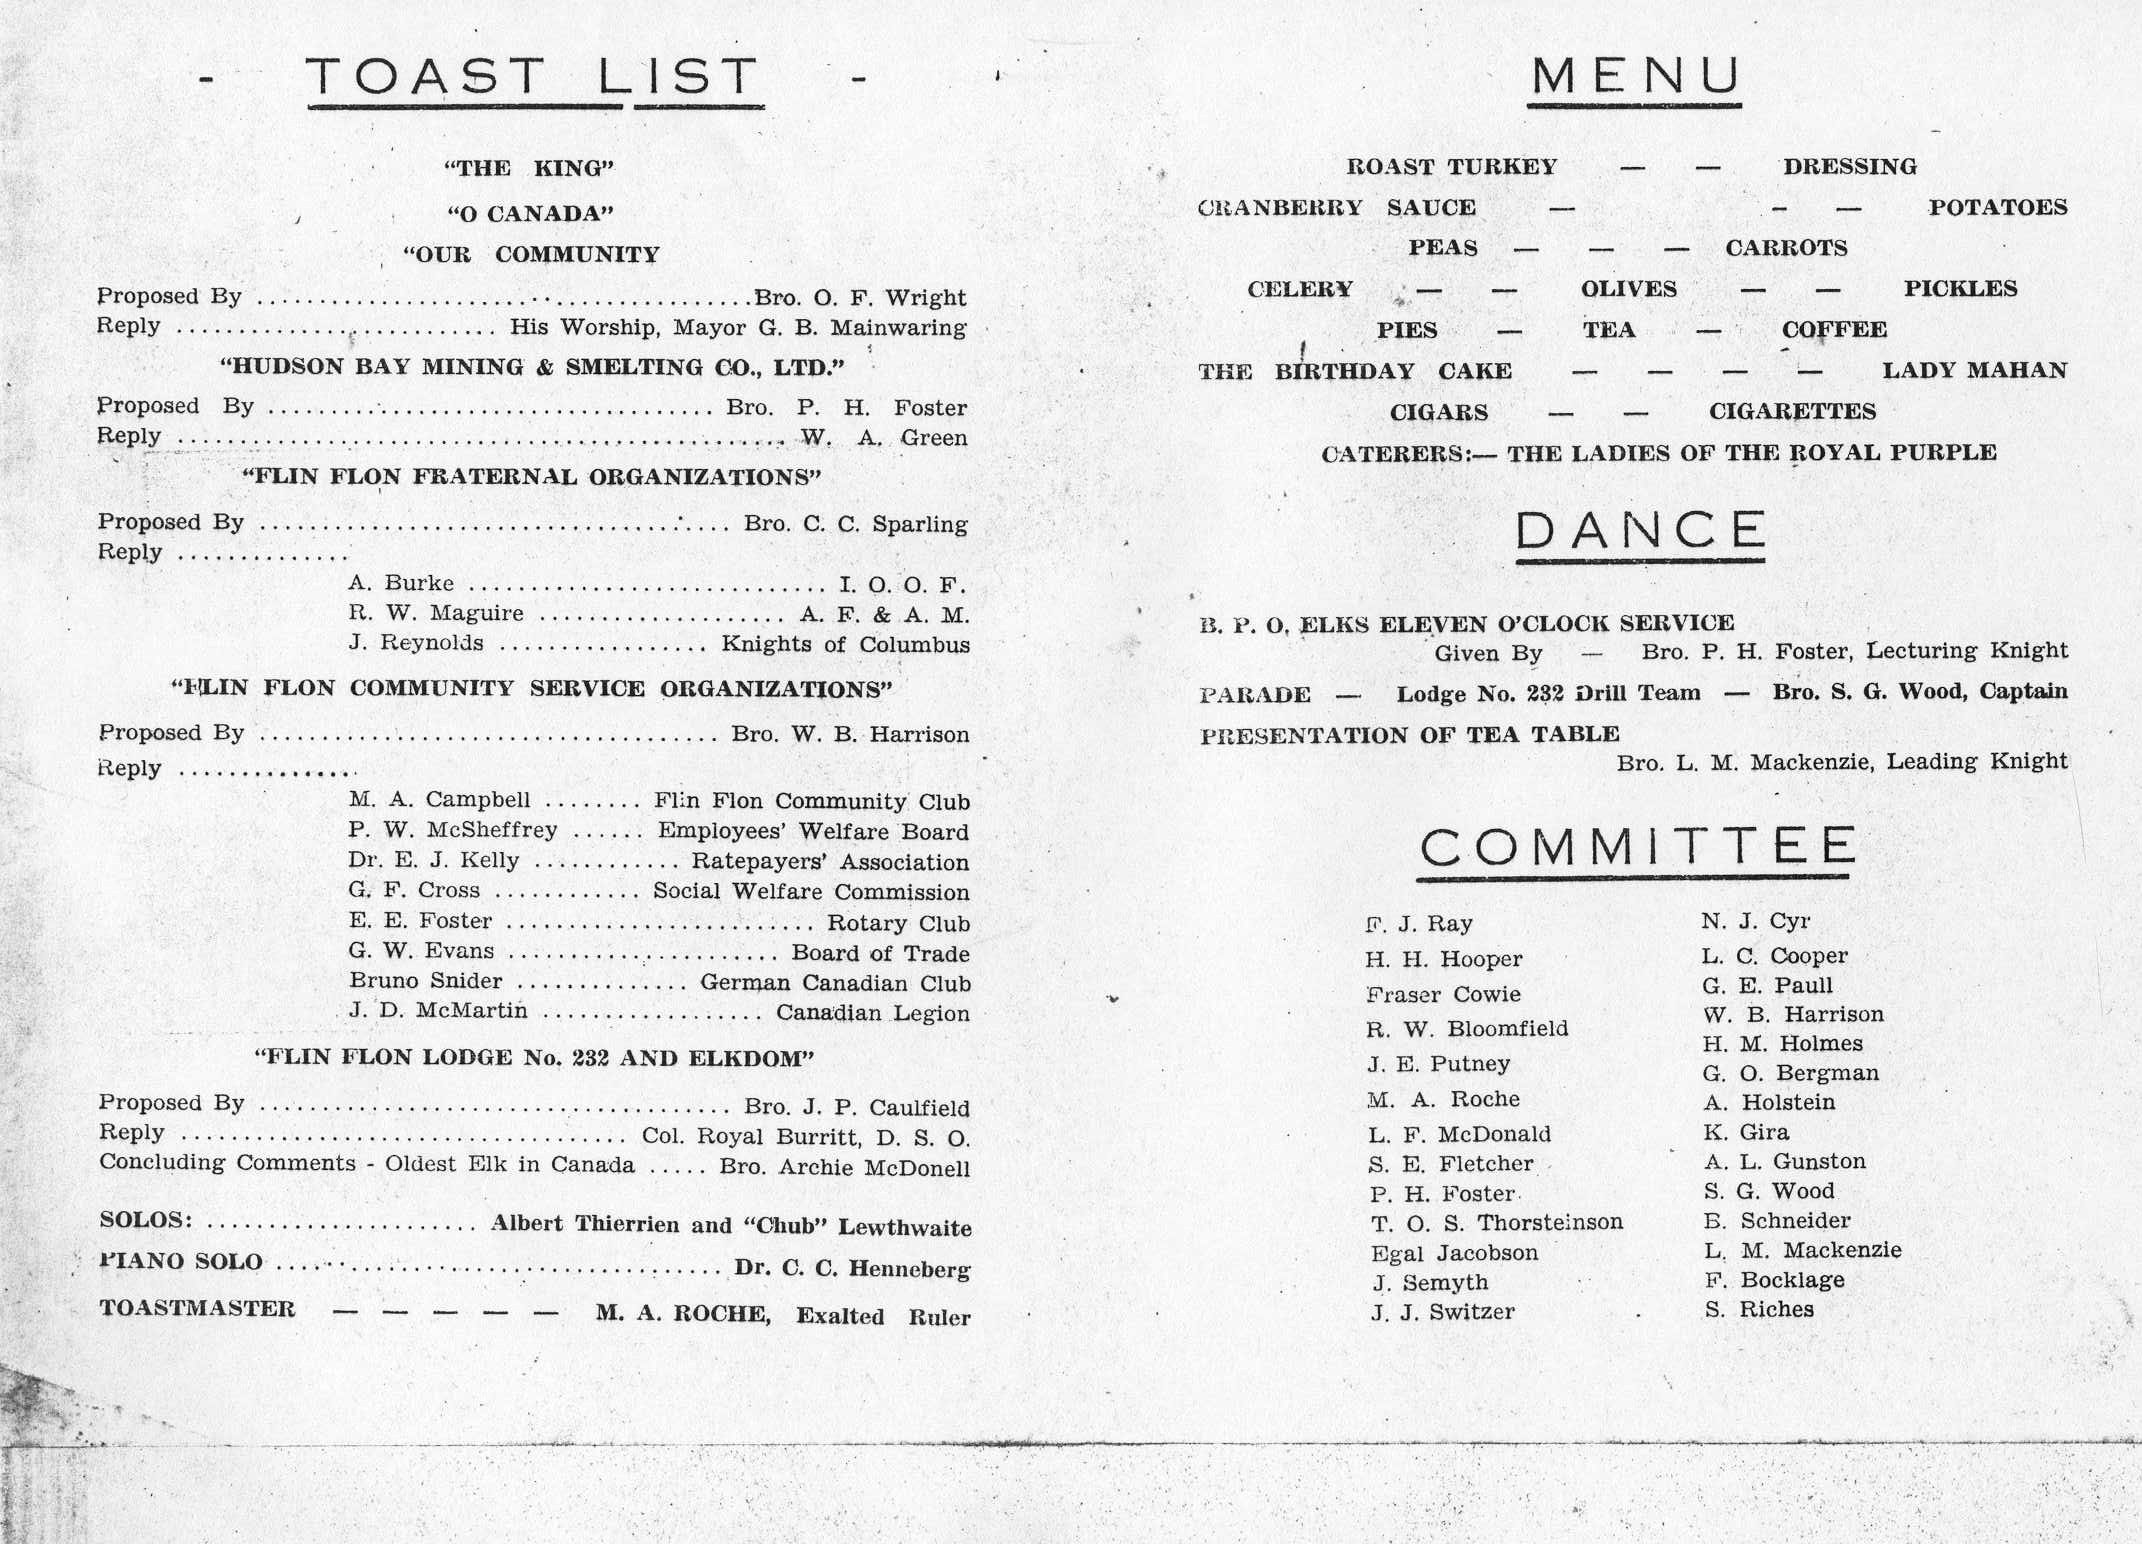 - TOAST LIST -
“THE KING”
“O CANADA”
“OUR COMMUNITY
Proposed By ................................................Bro. O. F. Wright
Reply .......................... His Worship, Mayor G. B. Mainwaring
“HUDSON BAY MINING & SMELTING CO., LTD.”
Proposed By .................................... Bro. P. H. Foster
Reply ................................................. W. A. Green
“FLIN FLON FRATERNAL ORGANIZATIONS”
Proposed By ...................................... Bro. C. C. Sparling
Reply ..............
A. Burke ............................. I. O. O. F.
R. W. Maguire .................... A. F. & A. M.
J. Reynolds ................. Knights of Columbus
“FLIN FLON COMMUNITY SERVICE ORGANIZATIONS”
Proposed By ..................................... Bro. W. B. Harrison
Reply ..............
M. A. Campbell ........ Flin Flon Community Club
P. W. McSheffrey ...... Employees’ Welfare Board
Dr. E. J. Kelly ............ Ratepayers’ Association
G. F. Cross ............ Social Welfare Commission
E. E. Foster ......................... Rotary Club
G. W. Evans ...................... Board of Trade
Bruno Snider .............. German Canadian Club
J. D. McMartin .................. Canadian Legion
“FLIN FLON LODGE No. 232 AND ELKDOM”
Proposed By ...................................... Bro. J. P. Caulfield
Reply .................................... Col. Royal Burritt, D. S. O.
Concluding Comments - Oldest Elk in Canada ..... Bro. Archie McDonell
SOLOS: ...................... Albert Thierrien and “Chub” Lewthwaite
PIANO SOLO .................................... Dr. C. C. Henneberg
TOASTMASTER — — — — — M. A. ROCHE, Exalted Ruler
MENU
ROAST TURKEY — — DRESSING
CRANBERRY SAUCE — – — POTATOES
PEAS — — — CARROTS
CELERY — — OLIVES — — PICKLES
PIES — TEA — COFFEE
THE BIRTHDAY CAKE — — — — LADY MAHAN
CIGARS — — CIGARETTES
CATERERS:— THE LADIES OF THE ROYAL PURPLE
DANCE
B. P. O. ELKS ELEVEN O’CLOCK SERVICE
Given By — Bro. P. H. Foster, Lecturing Knight
PARADE — Lodge No. 232 Drill Team — Bro. S. G. Wood, Captain
PRESENTATION OF TEA TABLE
Bro. L. M. Mackenzie, Leading Knight
COMMITTEE
F. J. Ray
H. H. Hooper
Fraser Cowie
R. W. Bloomfield
J. E. Putney
M. A. Roche
L. F. McDonald
S. E. Fletcher
P. H. Foster
T. O. S. Thorsteinson
Egal Jacobson
J. Semyth
J. J. Switzer
N. J. Cyr
L. C. Cooper
G. E. Paull
W. B. Harrison
H. M. Holmes
G. O. Bergman
A. Holstein
K. Gira
A. L. Gunston
S. G. Wood
B. Schneider
L. M. Mackenzie
F. Bocklage
S. Riches